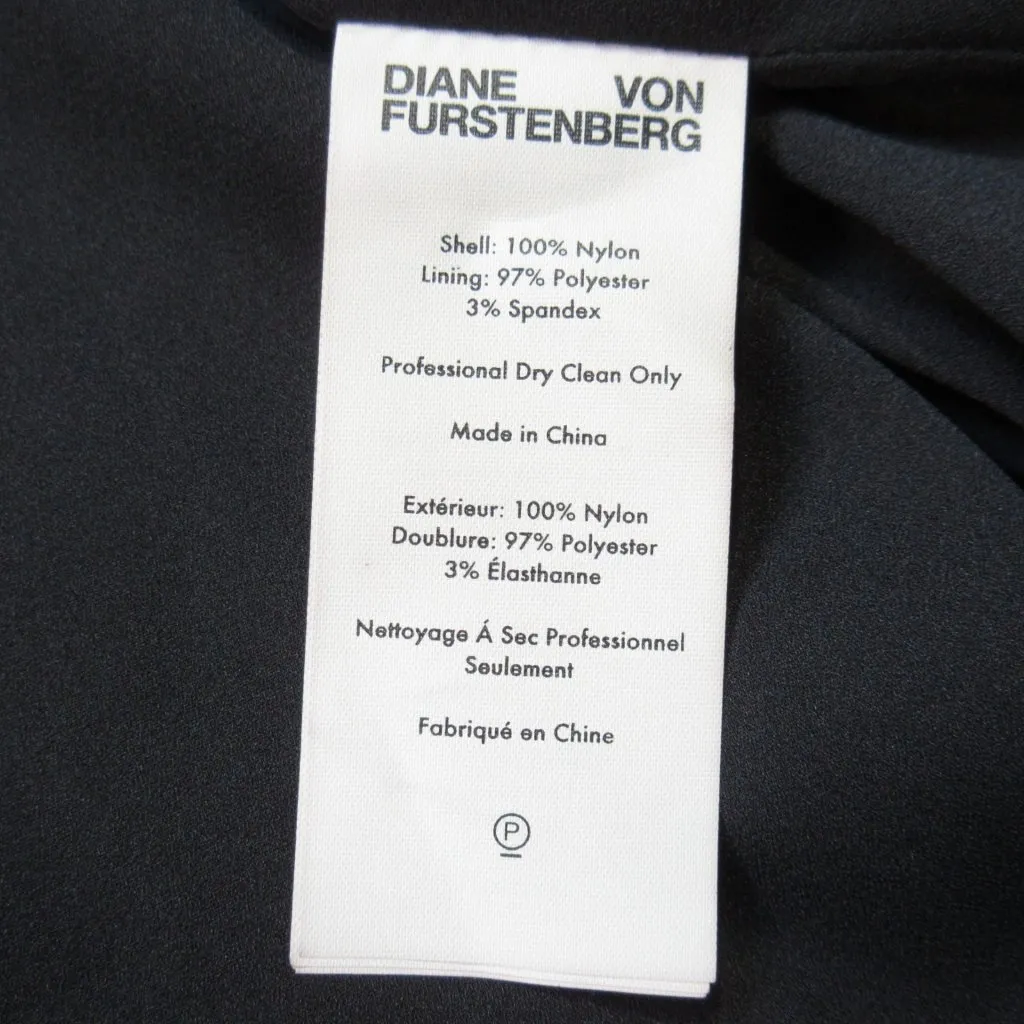 DIANE VON
FURSTENBERG
Shell: 100% Nylon
Lining: 97% Polyester
3% Spandex
Professional Dry Clean Only
Made in China
Extérieur: 100% Nylon
Doublure: 97% Polyester
3% Élasthanne
Nettoyage Á Sec Professionnel
Seulement
Fabriqué en Chine
P